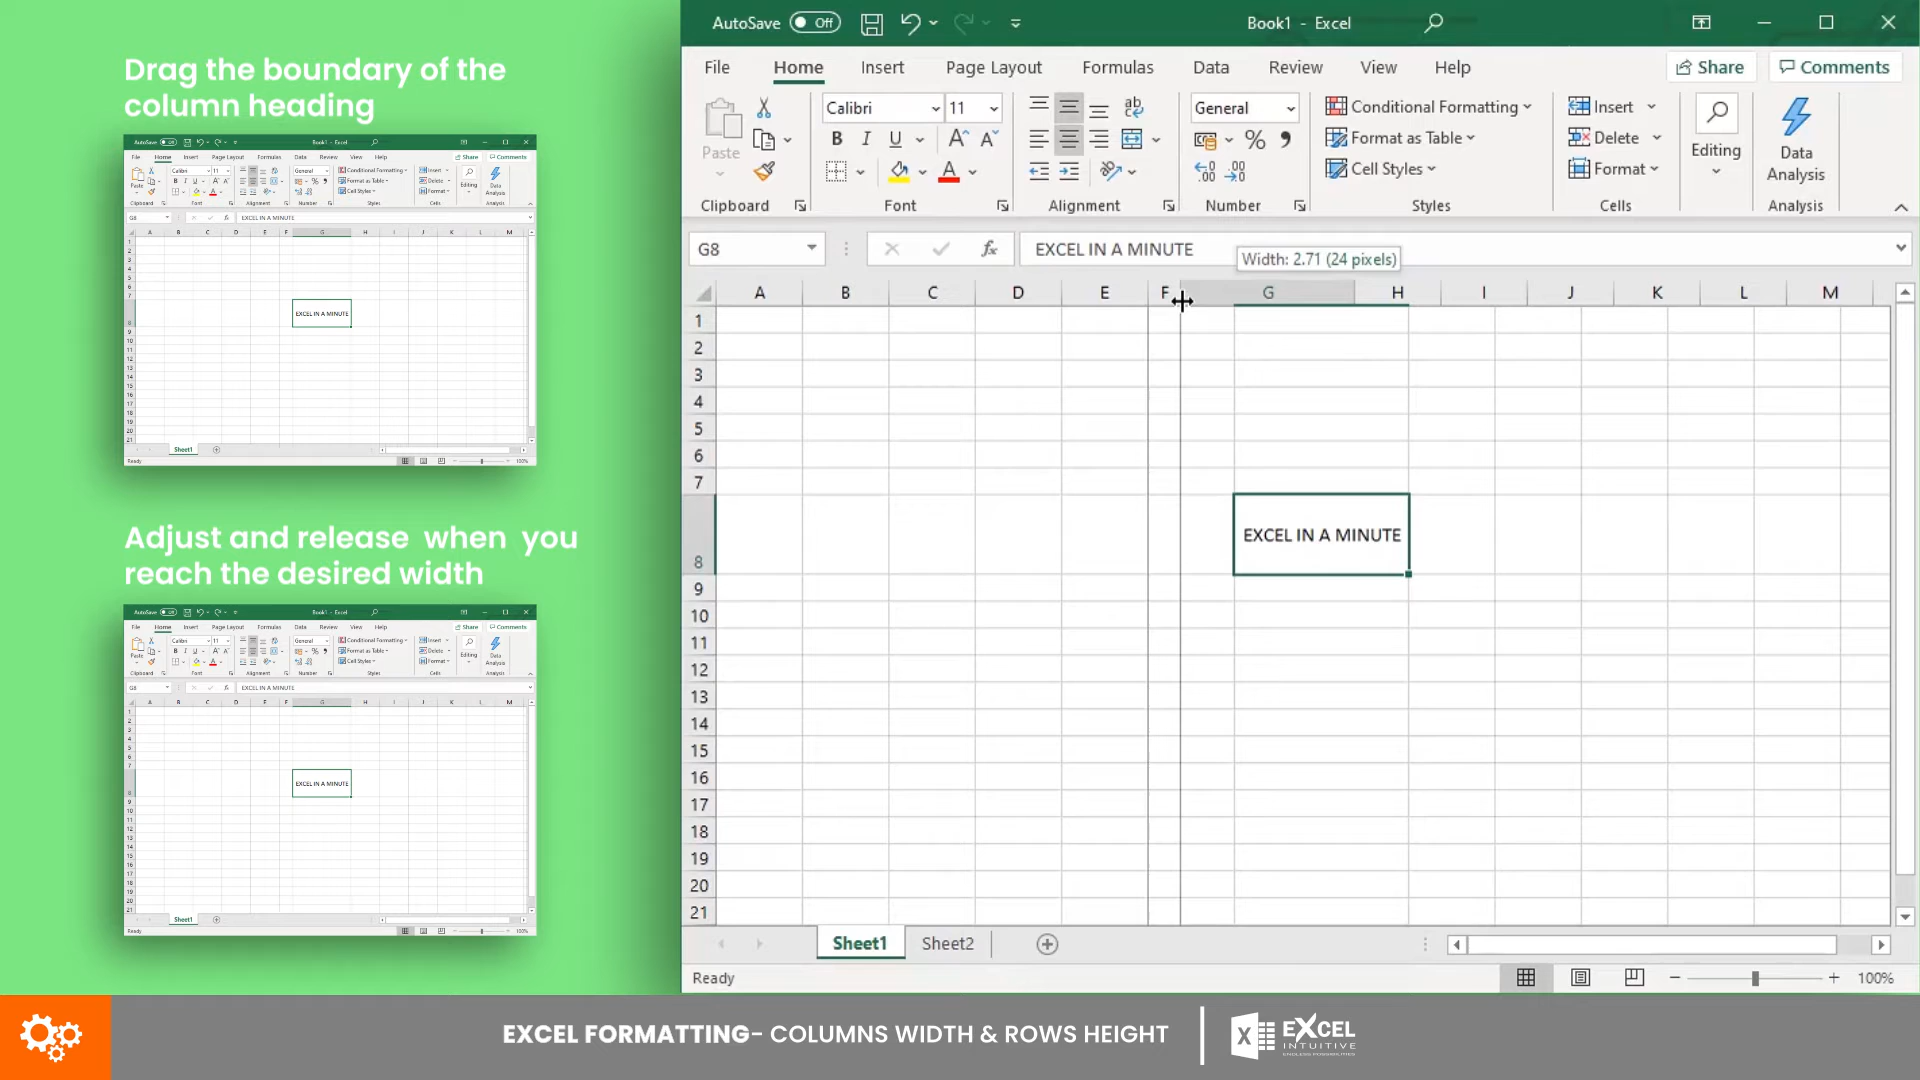 Drag the boundary of the
column heading
Adjust and release when you
reach the desired width
AutoSave Off
Book1 - Excel
File Home Insert Page Layout Formulas Data Review View Help
Share Comments
Paste
Clipboard
Calibri 11
B I U
Font
ab
Alignment
General
% 9
Number
Conditional Formatting
Format as Table
Cell Styles
Styles
Insert
Delete
Format
Cells
Editing
Data
Analysis
Analysis
G8
fx
EXCEL IN A MINUTE
Width: 2.71 (24 pixels)
A B C D E F G H I J K L M
1
2
3
4
5
6
7
8
EXCEL IN A MINUTE
9
10
11
12
13
14
15
16
17
18
19
20
21
Sheet1 Sheet2
Ready
100%
EXCEL FORMATTING- COLUMNS WIDTH & ROWS HEIGHT
X EXCEL
INTUITIVE
ENDLESS POSSIBILITIES